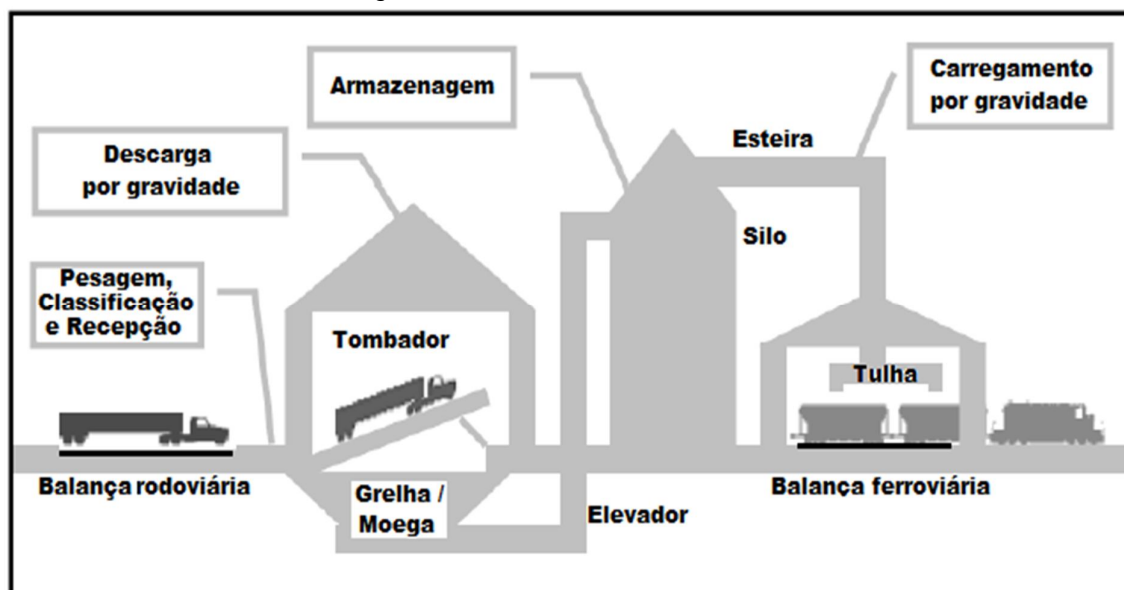 Armazenagem
Carregamento
por gravidade
Descarga
por gravidade
Esteira
Silo
Pesagem,
Classificação
e Recepção
Tombador
Tulha
Balança rodoviária
Grelha /
Moega
Elevador
Balança ferroviária